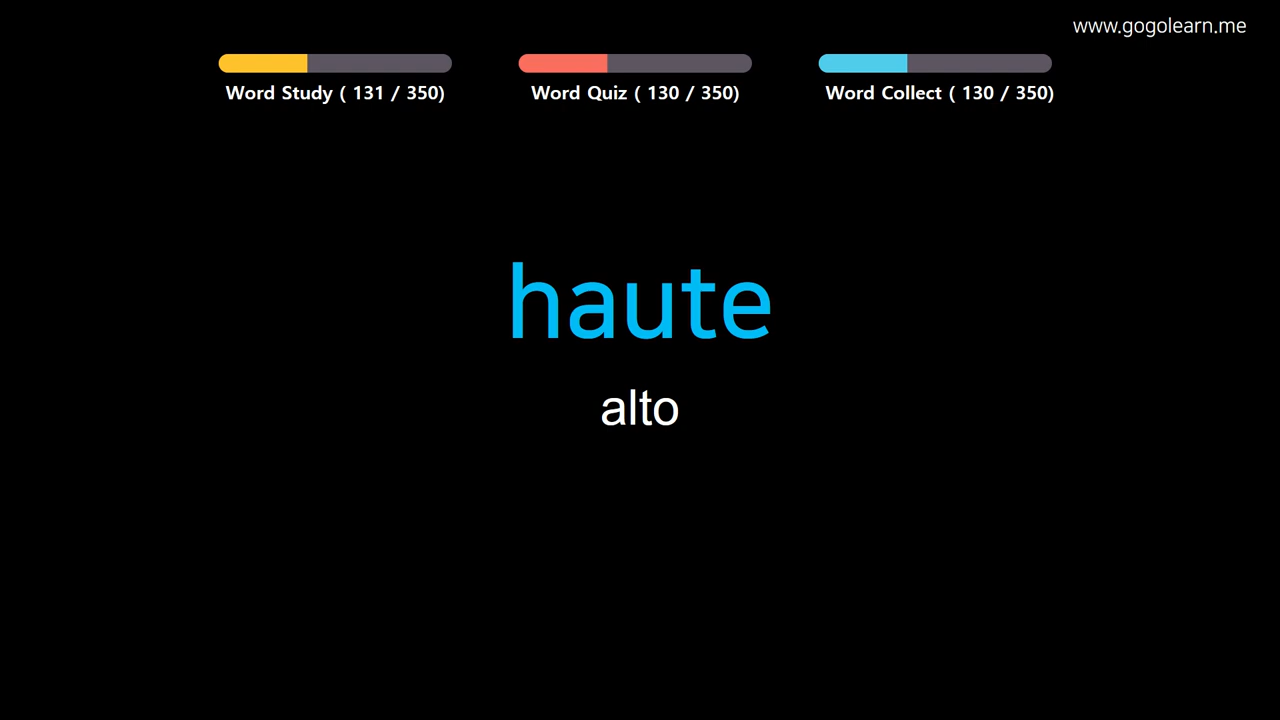 www.gogolearn.me
Word Study ( 131 / 350)
Word Quiz ( 130 / 350)
Word Collect ( 130 / 350)
haute
alto